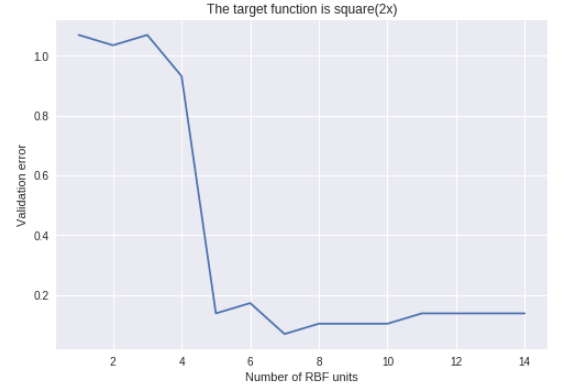 The target function is square(2x)
1.0
0.8
0.6
0.4
0.2
Validation error
2 4 6 8 10 12 14
Number of RBF units